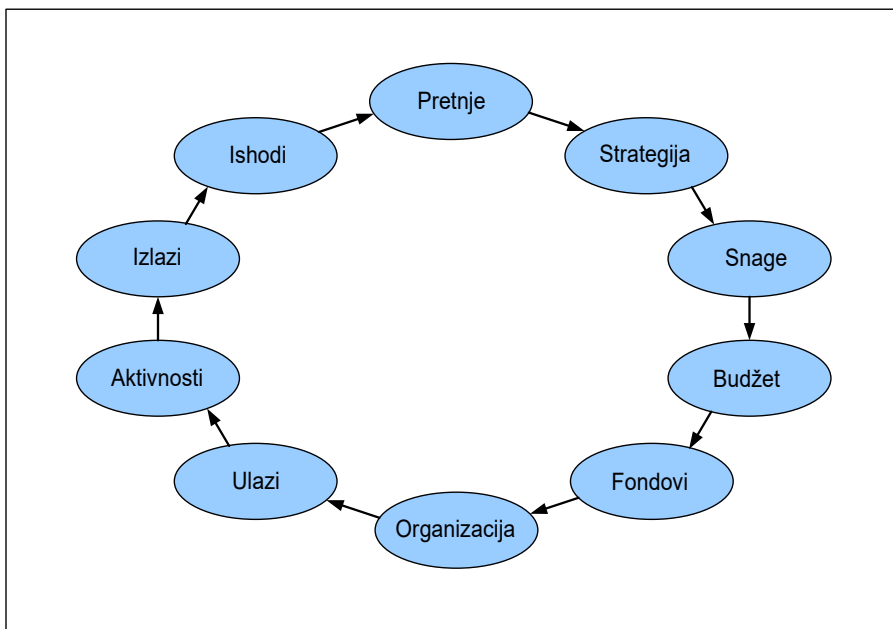 Pretnje
Strategija
Snage
Budžet
Fondovi
Organizacija
Ulazi
Aktivnosti
Izlazi
Ishodi